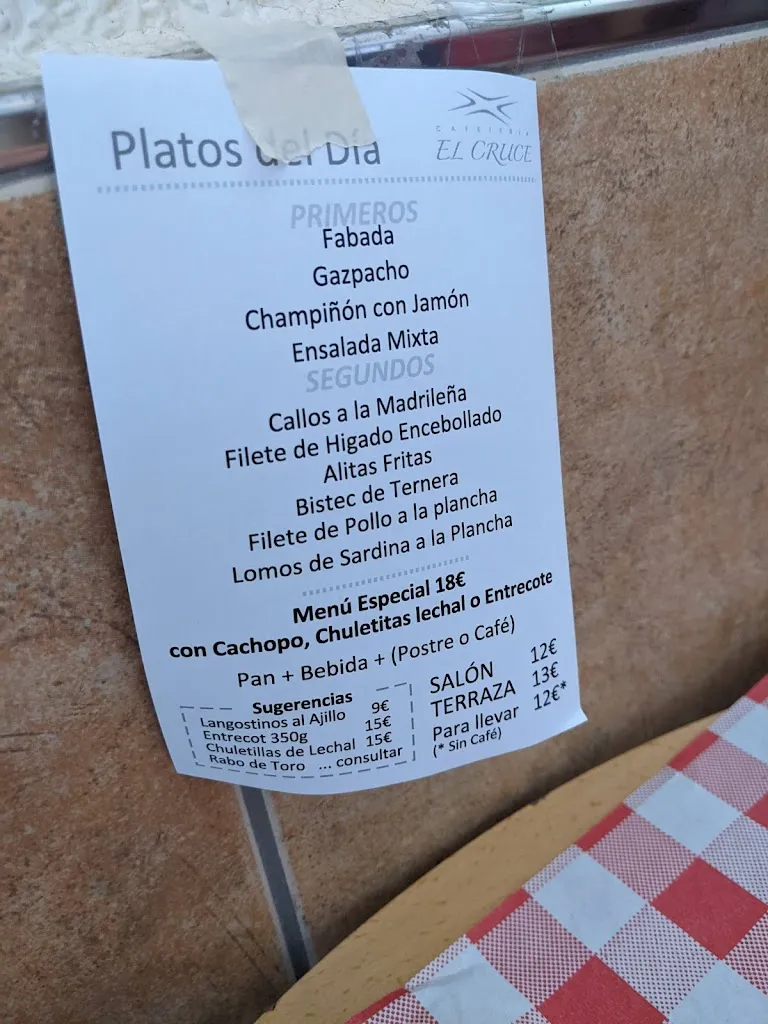 Platos del Día
CAFETERÍA
EL CRUCE
PRIMEROS
Fabada
Gazpacho
Champiñón con Jamón
Ensalada Mixta
SEGUNDOS
Callos a la Madrileña
Filete de Higado Encebollado
Alitas Fritas
Bistec de Ternera
Filete de Pollo a la plancha
Lomos de Sardina a la Plancha
Menú Especial 18€
con Cachopo, Chuletitas lechal o Entrecote
Pan + Bebida + (Postre o Café)
Sugerencias
Langostinos al Ajillo 9€
Entrecot 350g 15€
Chuletillas de Lechal 15€
Rabo de Toro ... consultar
SALÓN 12€
TERRAZA 13€
Para llevar 12€*
(* Sin Café)